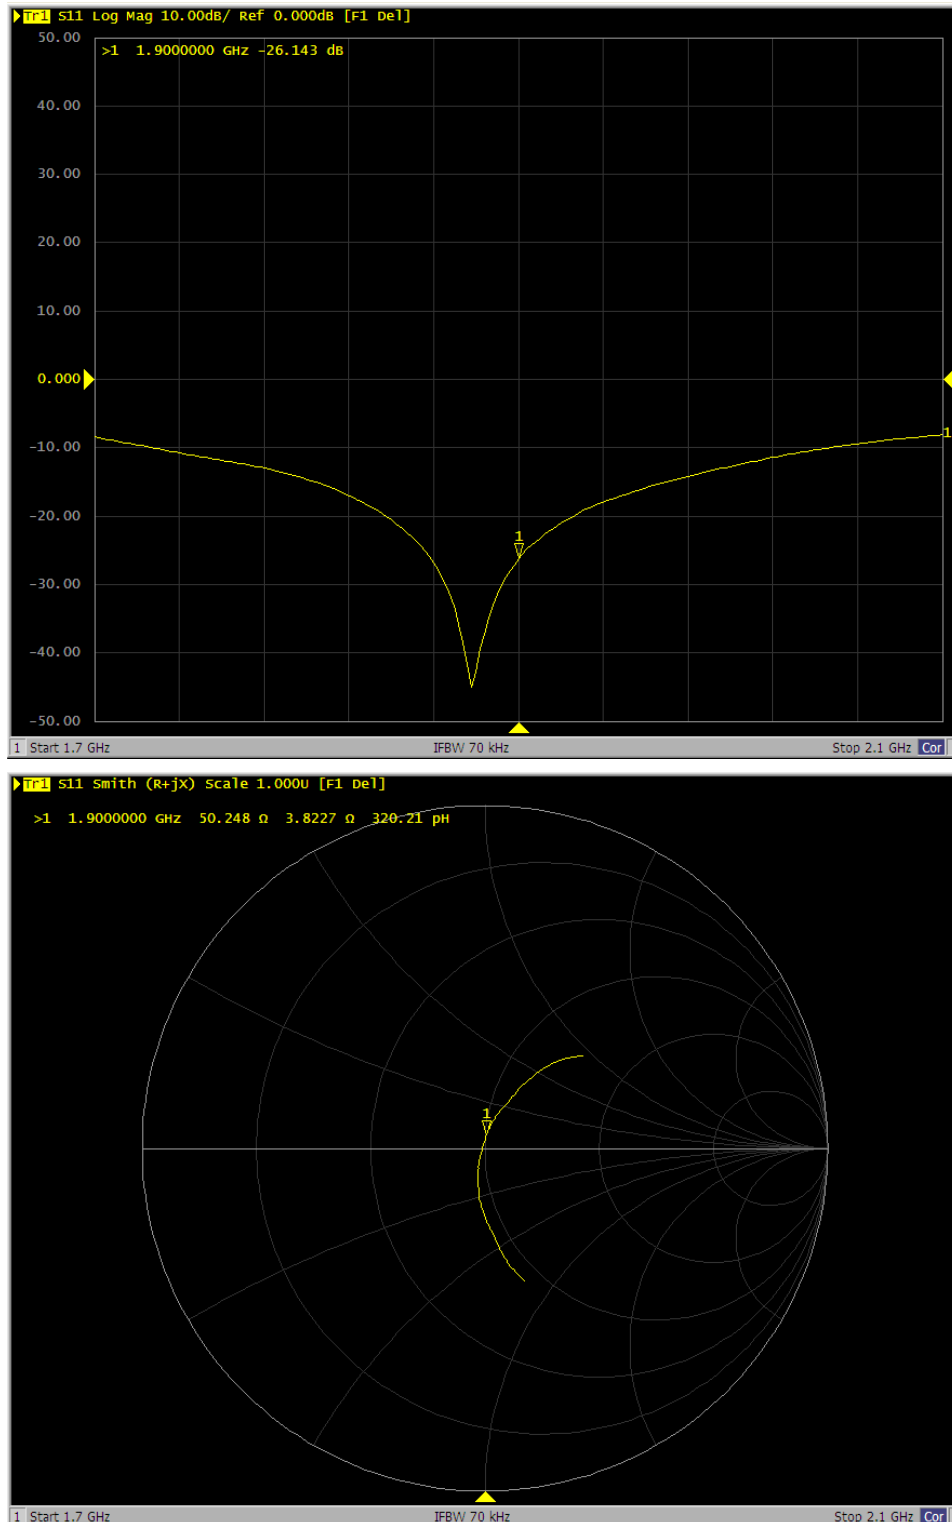 Tr1 S11 Log Mag 10.00dB/ Ref 0.000dB [F1 Del]
50.00
>1 1.9000000 GHz -26.143 dB
40.00
30.00
20.00
10.00
0.000
-10.00
1
-20.00
1
-30.00
-40.00
-50.00
1 Start 1.7 GHz IFBW 70 kHz Stop 2.1 GHz Cor
Tr1 S11 Smith (R+jX) Scale 1.000U [F1 Del]
>1 1.9000000 GHz 50.248 Ω 3.8227 Ω 320.21 pH
1
1 Start 1.7 GHz IFBW 70 kHz Stop 2.1 GHz Cor